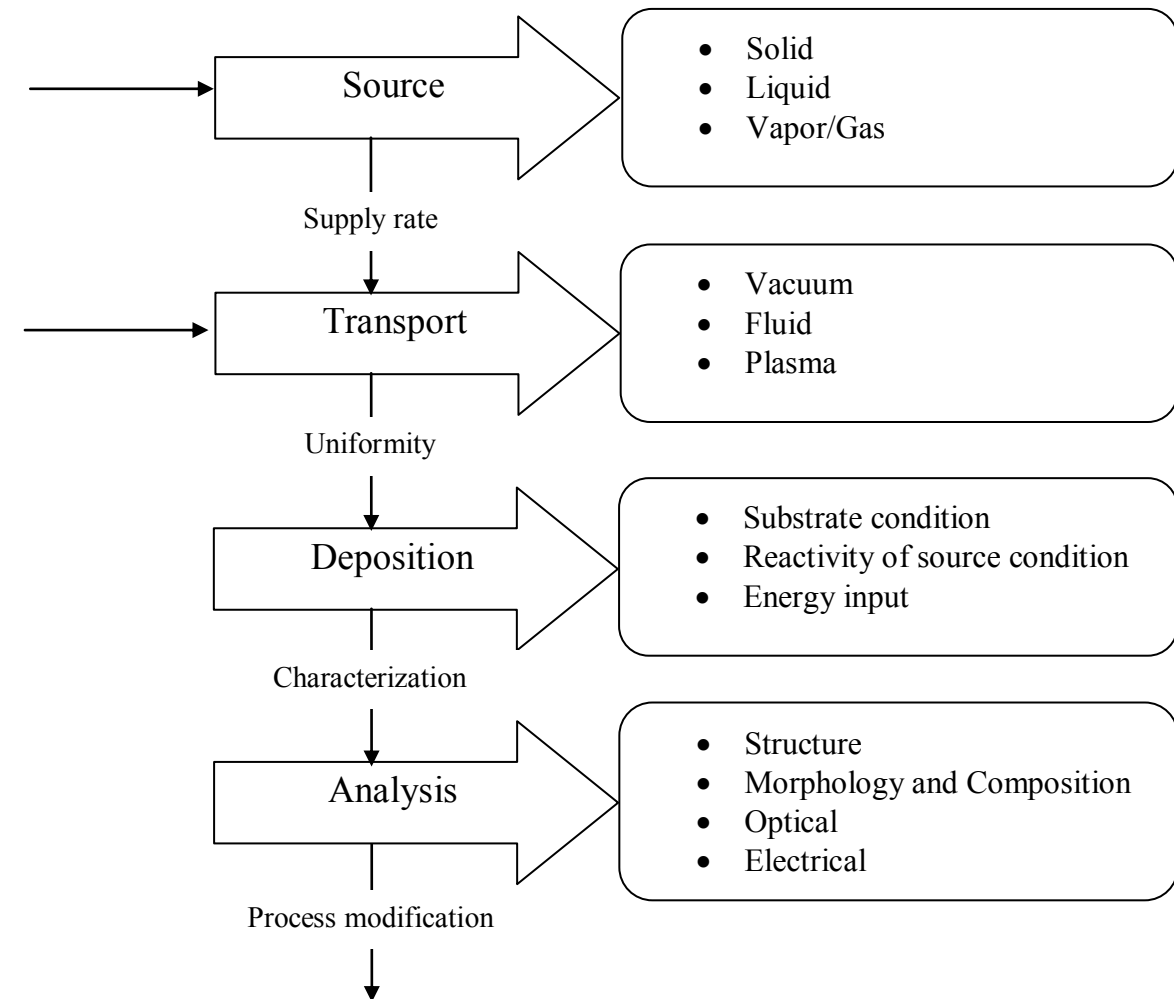 Source
• Solid
• Liquid
• Vapor/Gas
Supply rate
Transport
• Vacuum
• Fluid
• Plasma
Uniformity
Deposition
• Substrate condition
• Reactivity of source condition
• Energy input
Characterization
Analysis
• Structure
• Morphology and Composition
• Optical
• Electrical
Process modification